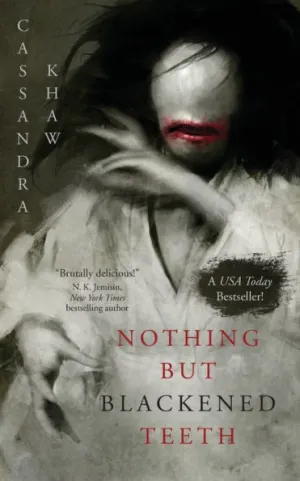 CASSANDRA
KHAW
"Brutally delicious!"
N. K. Jemisin,
New York Times
bestselling author
A USA Today
Bestseller!
NOTHING
BUT
BLACKENED
TEETH